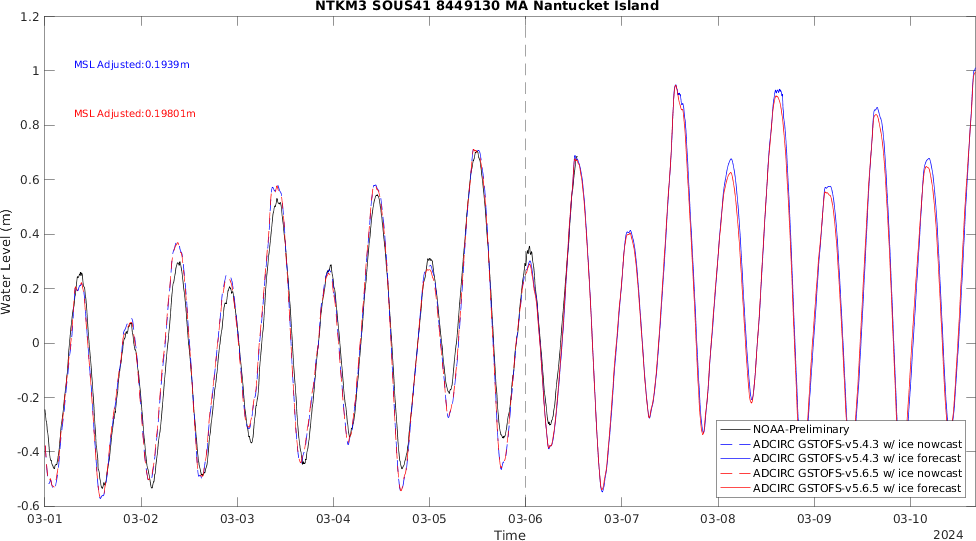 NTKM3 SOUS41 8449130 MA Nantucket Island
1.2
1
0.8
0.6
0.4
0.2
0
-0.2
-0.4
-0.6
Water Level (m)
MSL Adjusted:0.1939m
MSL Adjusted:0.19801m
NOAA-Preliminary
ADCIRC GSTOFS-v5.4.3 w/ ice nowcast
ADCIRC GSTOFS-v5.4.3 w/ ice forecast
ADCIRC GSTOFS-v5.6.5 w/ ice nowcast
ADCIRC GSTOFS-v5.6.5 w/ ice forecast
03-01 03-02 03-03 03-04 03-05 03-06 03-07 03-08 03-09 03-10
Time
2024